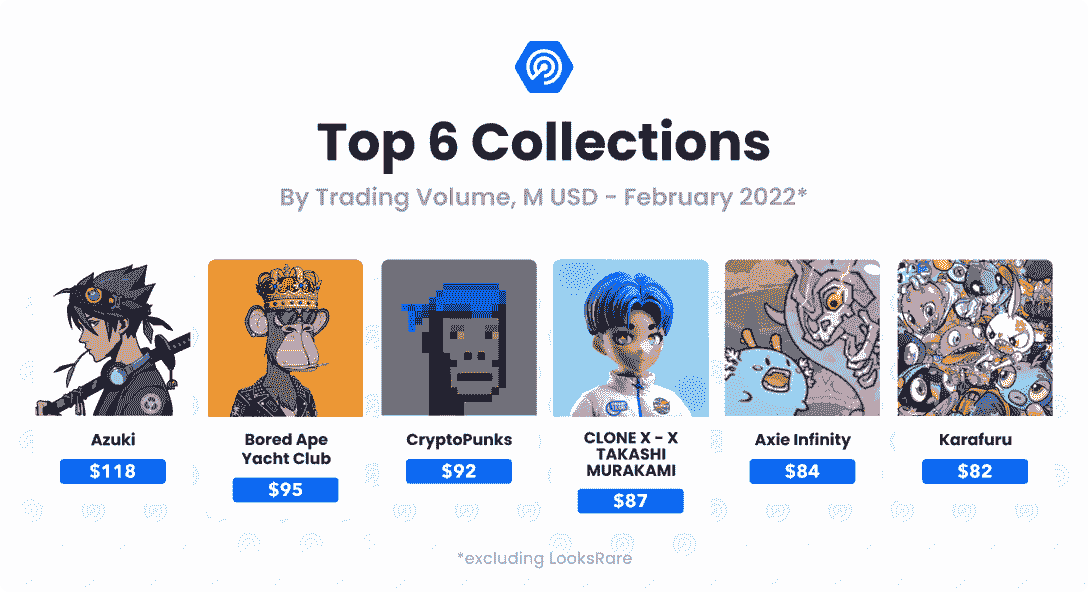 Top 6 Collections
By Trading Volume, M USD - February 2022*
Azuki
$118
Bored Ape
Yacht Club
$95
CryptoPunks
$92
CLONE X - X
TAKASHI
MURAKAMI
$87
Axie Infinity
$84
Karafuru
$82
*excluding LooksRare